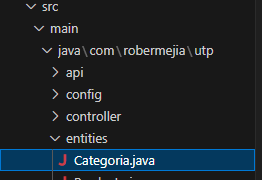 src
main
java\com\robermejia\utp
api
config
controller
entities
Categoria.java